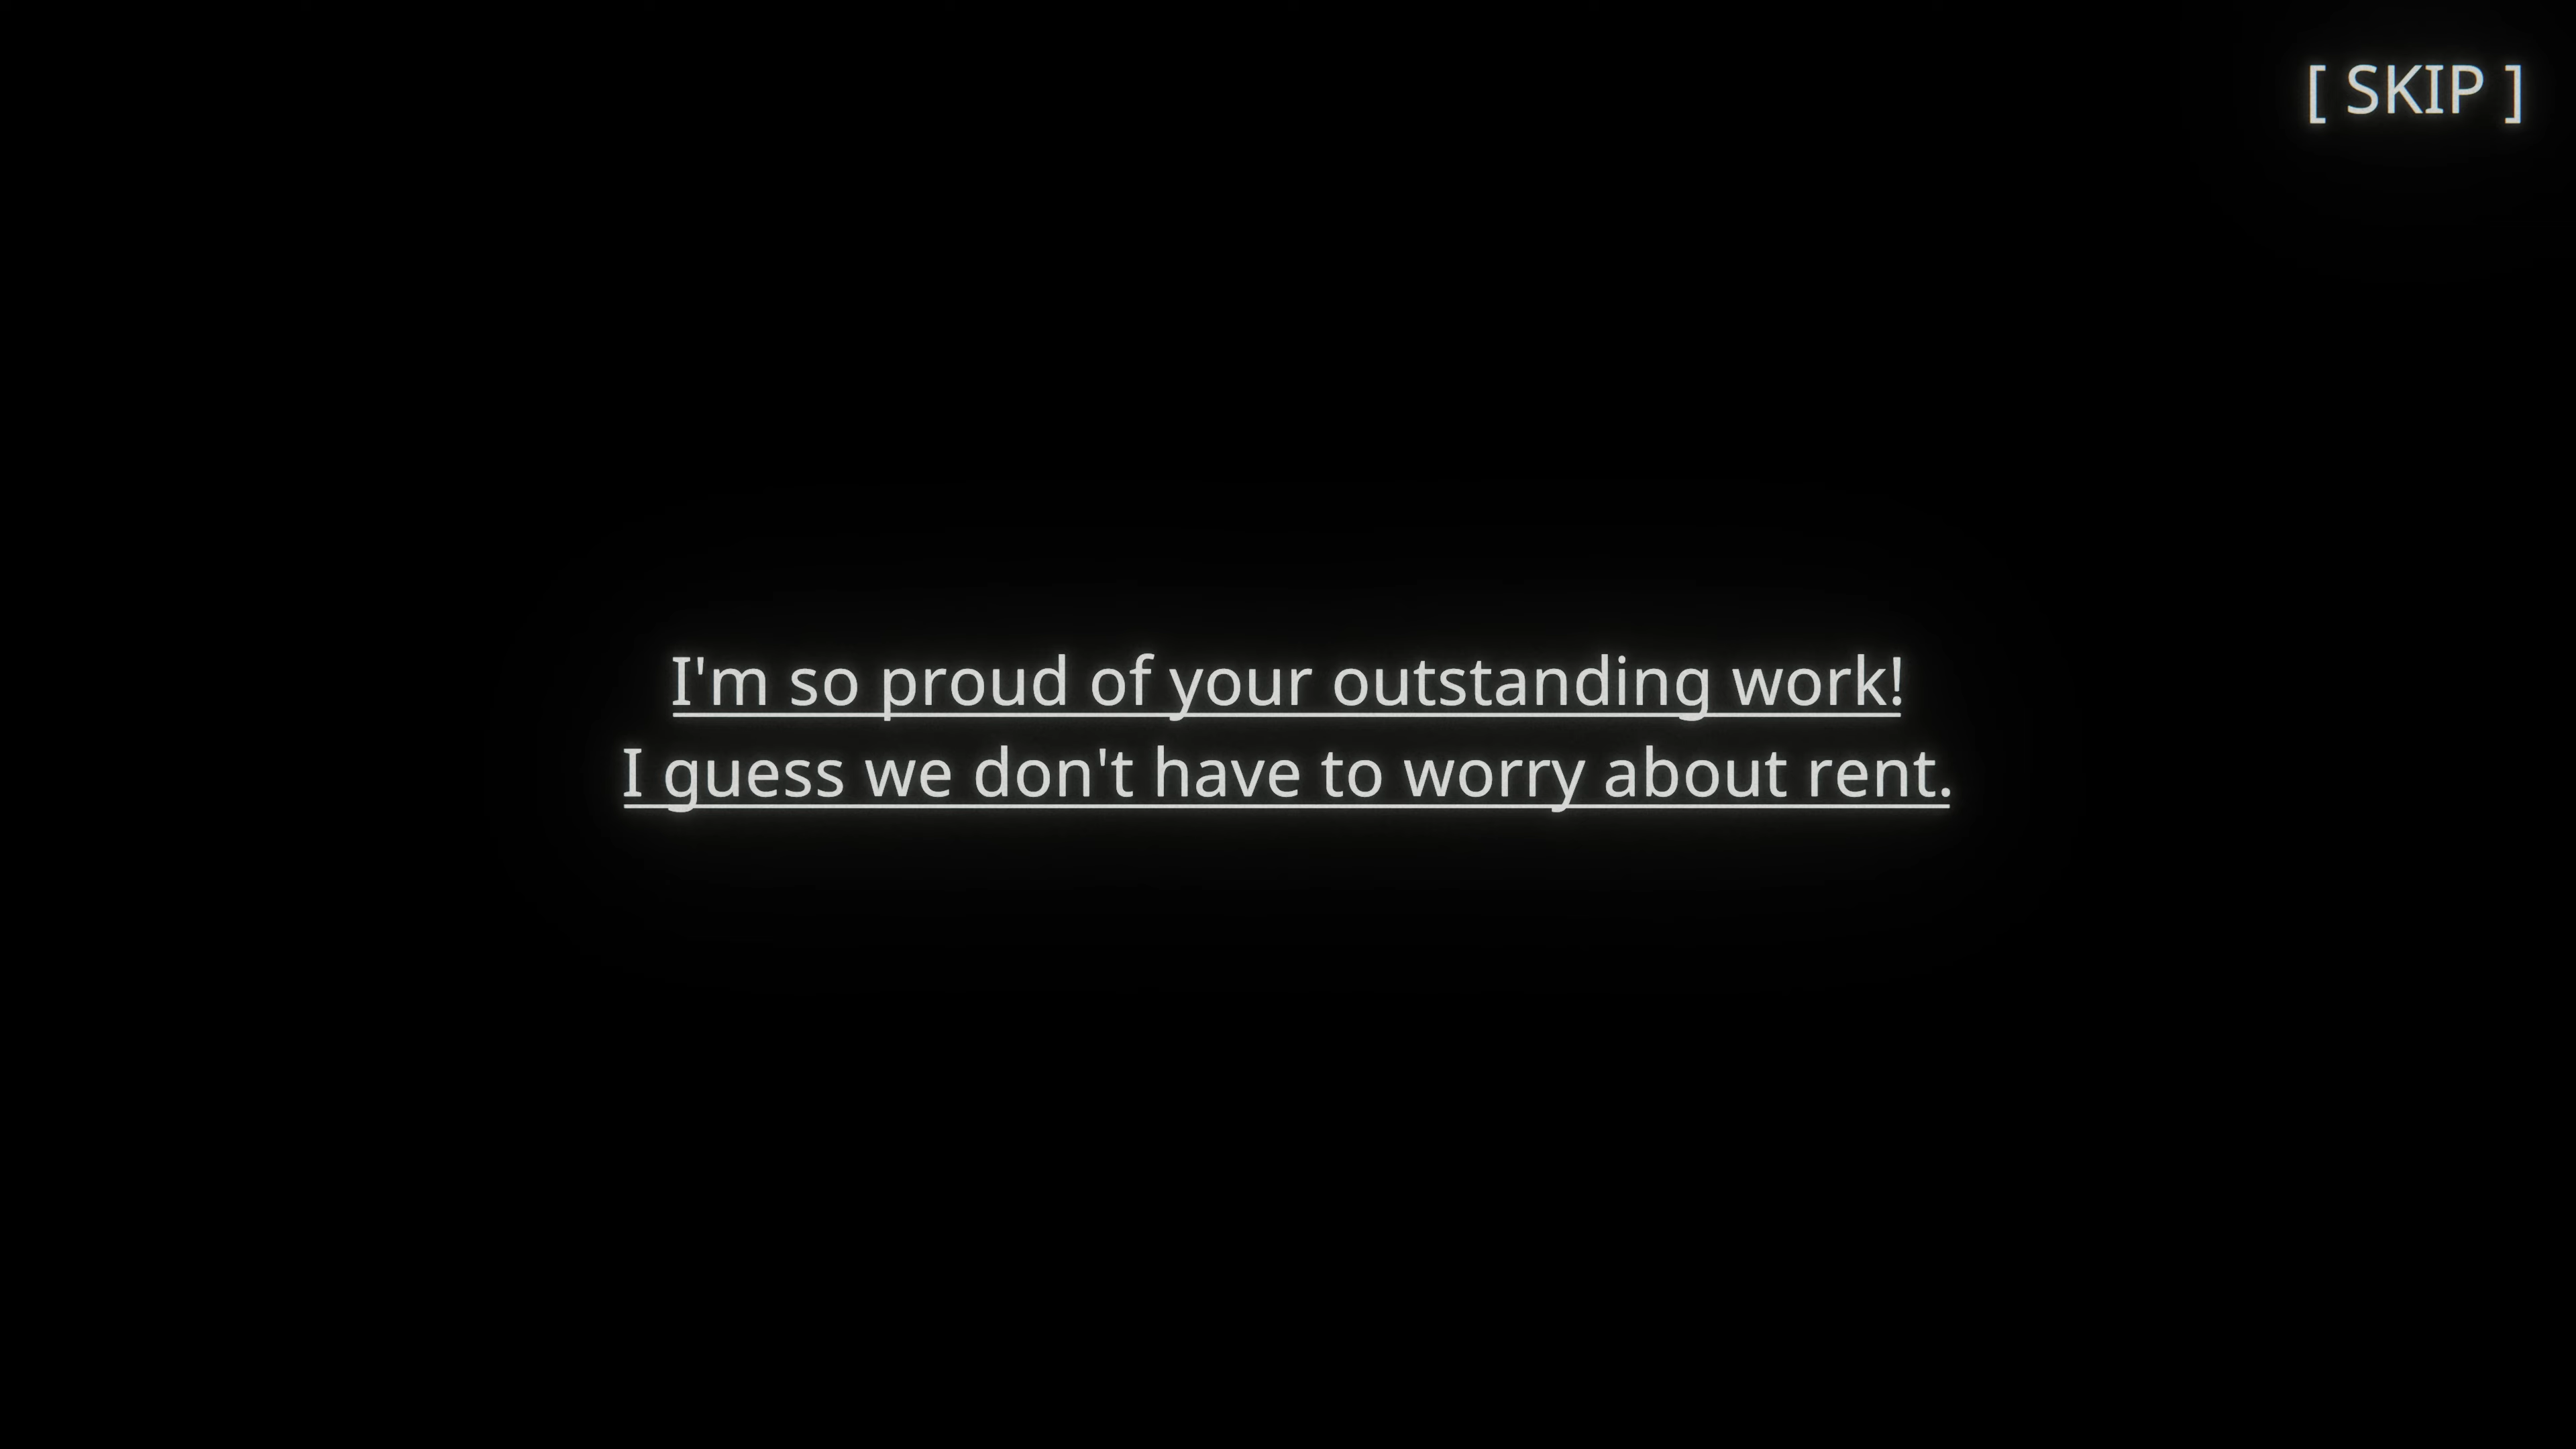 [ SKIP ]
I'm so proud of your outstanding work!
I guess we don't have to worry about rent.